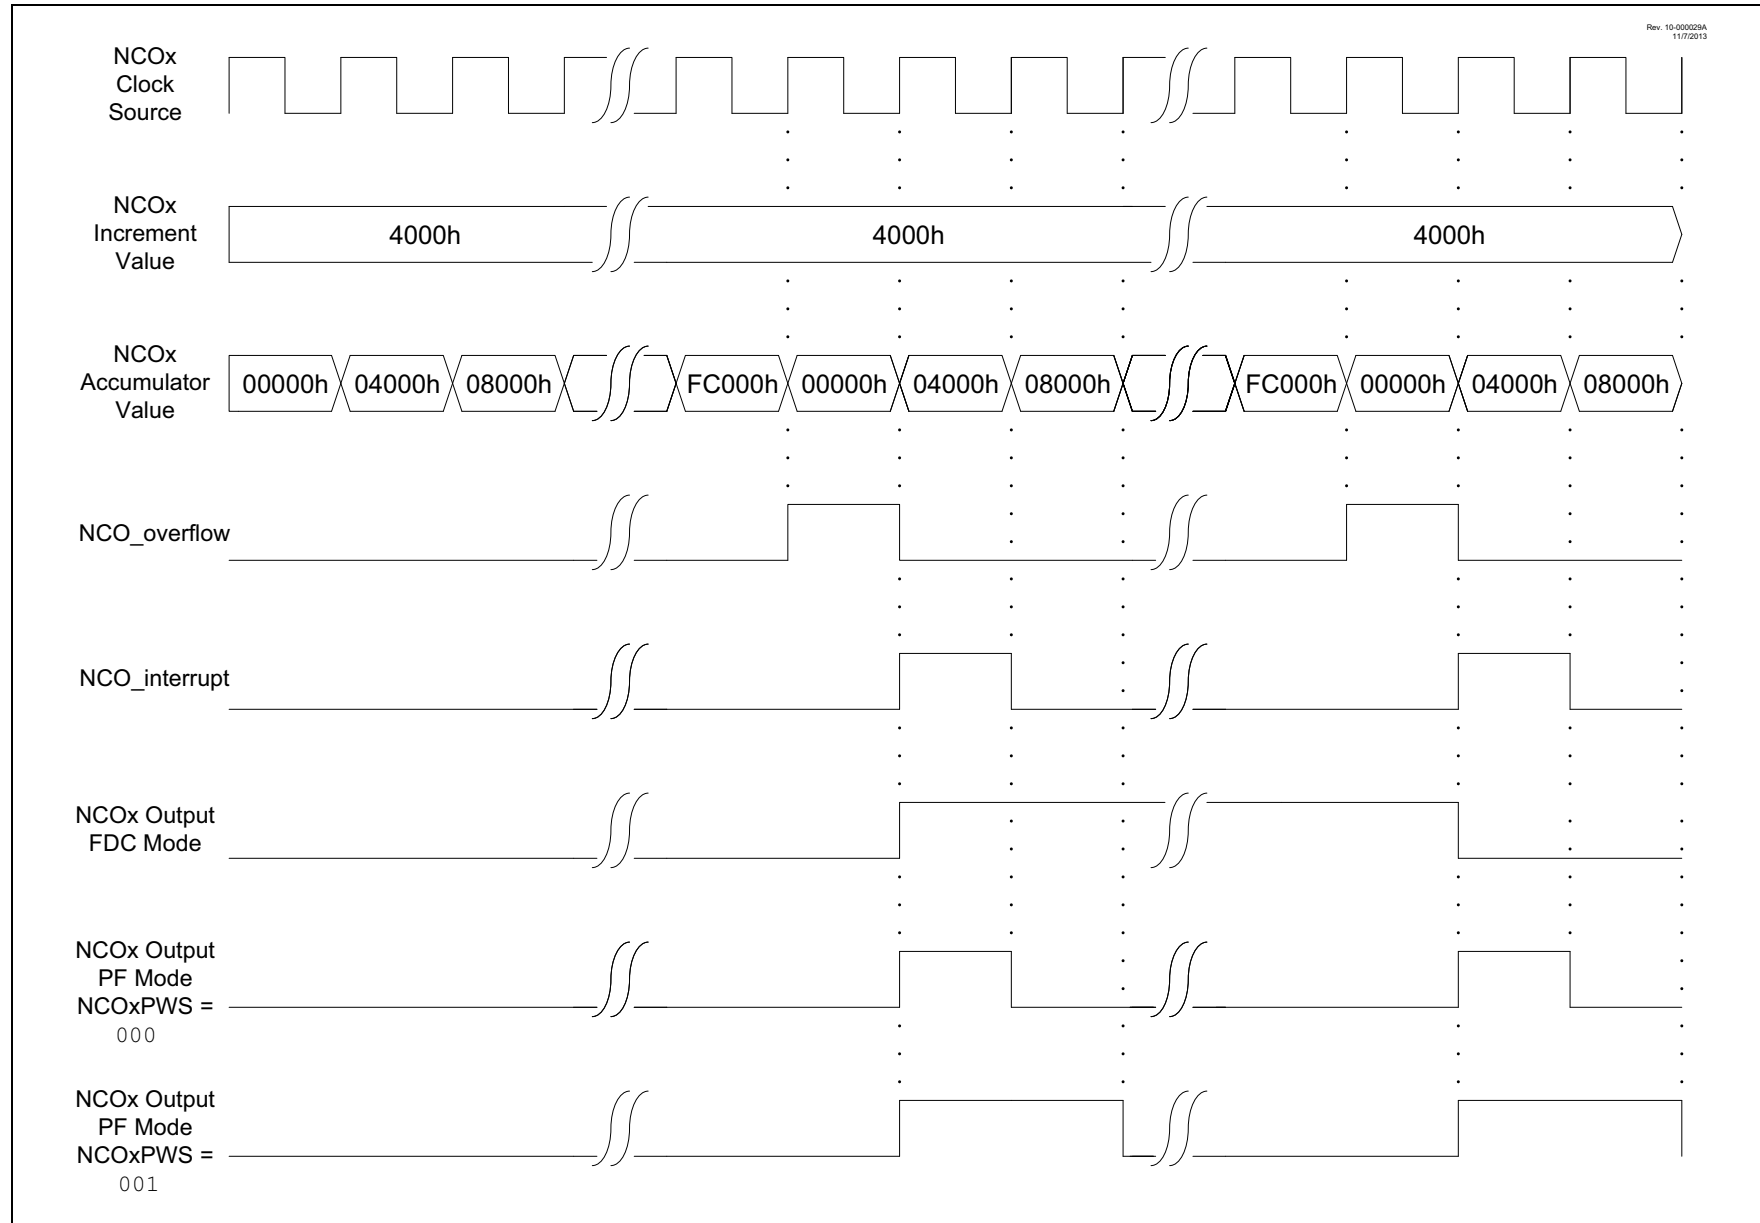 Rev. 10-000029A
11/7/2013
NCOx
Clock
Source
NCOx
Increment
Value
4000h
4000h
4000h
NCOx
Accumulator
Value
00000h
04000h
08000h
FC000h
00000h
04000h
08000h
FC000h
00000h
04000h
08000h
NCO_overflow
NCO_interrupt
NCOx Output
FDC Mode
NCOx Output
PF Mode
NCOxPWS =
000
NCOx Output
PF Mode
NCOxPWS =
001